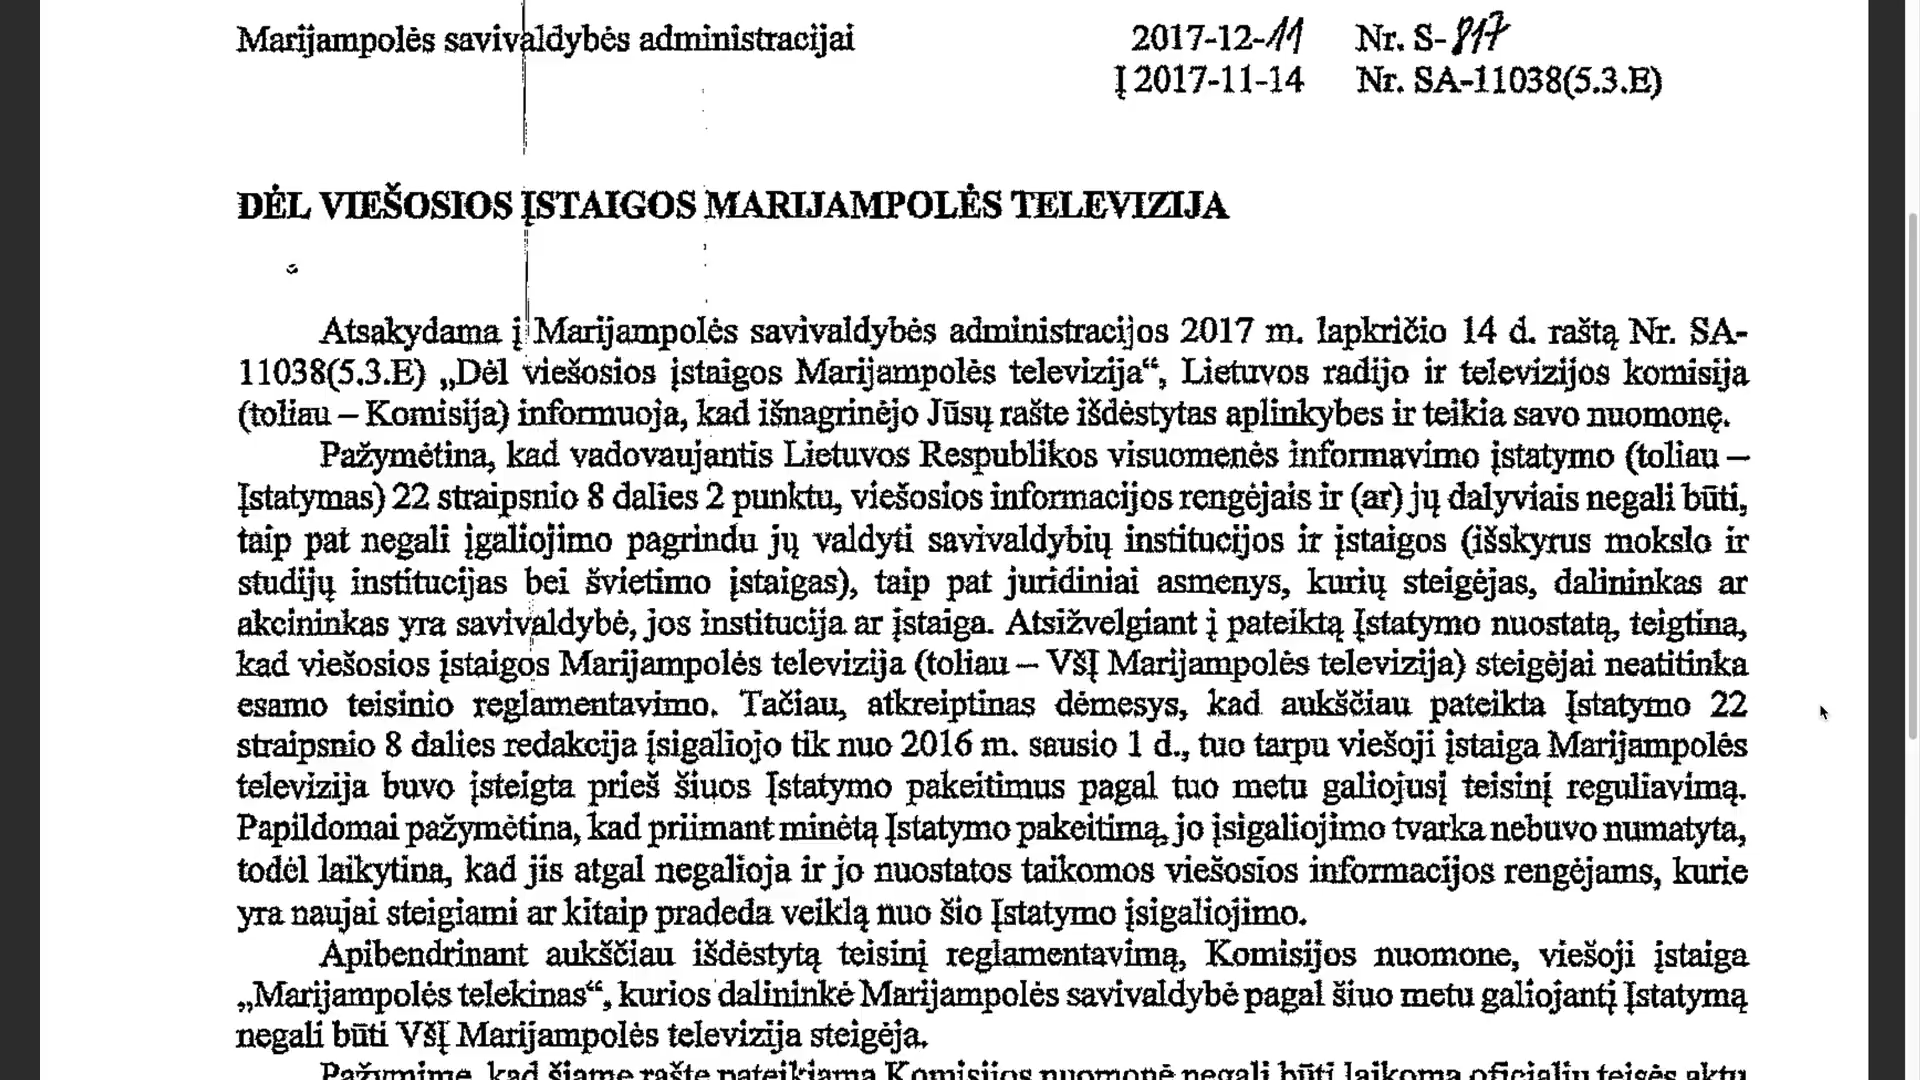 Marijampolės savivaldybės administracijai 2017-12-11 Nr. S-817
Į 2017-11-14 Nr. SA-11038(5.3.E)
DĖL VIEŠOSIOS ĮSTAIGOS MARIJAMPOLĖS TELEVIZIJA
Atsakydama į Marijampolės savivaldybės administracijos 2017 m. lapkričio 14 d. raštą Nr. SA-
11038(5.3.E) „Dėl viešosios įstaigos Marijampolės televizija“, Lietuvos radijo ir televizijos komisija
(toliau – Komisija) informuoja, kad išnagrinėjo Jūsų rašte išdėstytas aplinkybes ir teikia savo nuomonę.
Pažymėtina, kad vadovaujantis Lietuvos Respublikos visuomenės informavimo įstatymo (toliau –
Įstatymas) 22 straipsnio 8 dalies 2 punktu, viešosios informacijos rengėjais ir (ar) jų dalyviais negali būti,
taip pat negali įgaliojimo pagrindu jų valdyti savivaldybių institucijos ir įstaigos (išskyrus mokslo ir
studijų institucijas bei švietimo įstaigas), taip pat juridiniai asmenys, kurių steigėjas, dalininkas ar
akcininkas yra savivaldybė, jos institucija ar įstaiga. Atsižvelgiant į pateiktą Įstatymo nuostatą, teigtina,
kad viešosios įstaigos Marijampolės televizija (toliau – VšĮ Marijampolės televizija) steigėjai neatitinka
esamo teisinio reglamentavimo. Tačiau, atkreiptinas dėmesys, kad aukščiau pateikta Įstatymo 22
straipsnio 8 dalies redakcija įsigaliojo tik nuo 2016 m. sausio 1 d., tuo tarpu viešoji įstaiga Marijampolės
televizija buvo įsteigta prieš šiuos Įstatymo pakeitimus pagal tuo metu galiojusį teisinį reguliavimą.
Papildomai pažymėtina, kad priimant minėtą Įstatymo pakeitimą, jo įsigaliojimo tvarka nebuvo numatyta,
todėl laikytina, kad jis atgal negalioja ir jo nuostatos taikomos viešosios informacijos rengėjams, kurie
yra naujai steigiami ar kitaip pradeda veiklą nuo šio Įstatymo įsigaliojimo.
Apibendrinant aukščiau išdėstytą teisinį reglamentavimą, Komisijos nuomone, viešoji įstaiga
„Marijampolės telekinas“, kurios dalininkė Marijampolės savivaldybė pagal šiuo metu galiojantį Įstatymą
negali būti VšĮ Marijampolės televizija steigėja.
Pažymime, kad šiame rašte pateikiama Komisijos nuomonė negali būti laikoma oficialiu teisės aktu